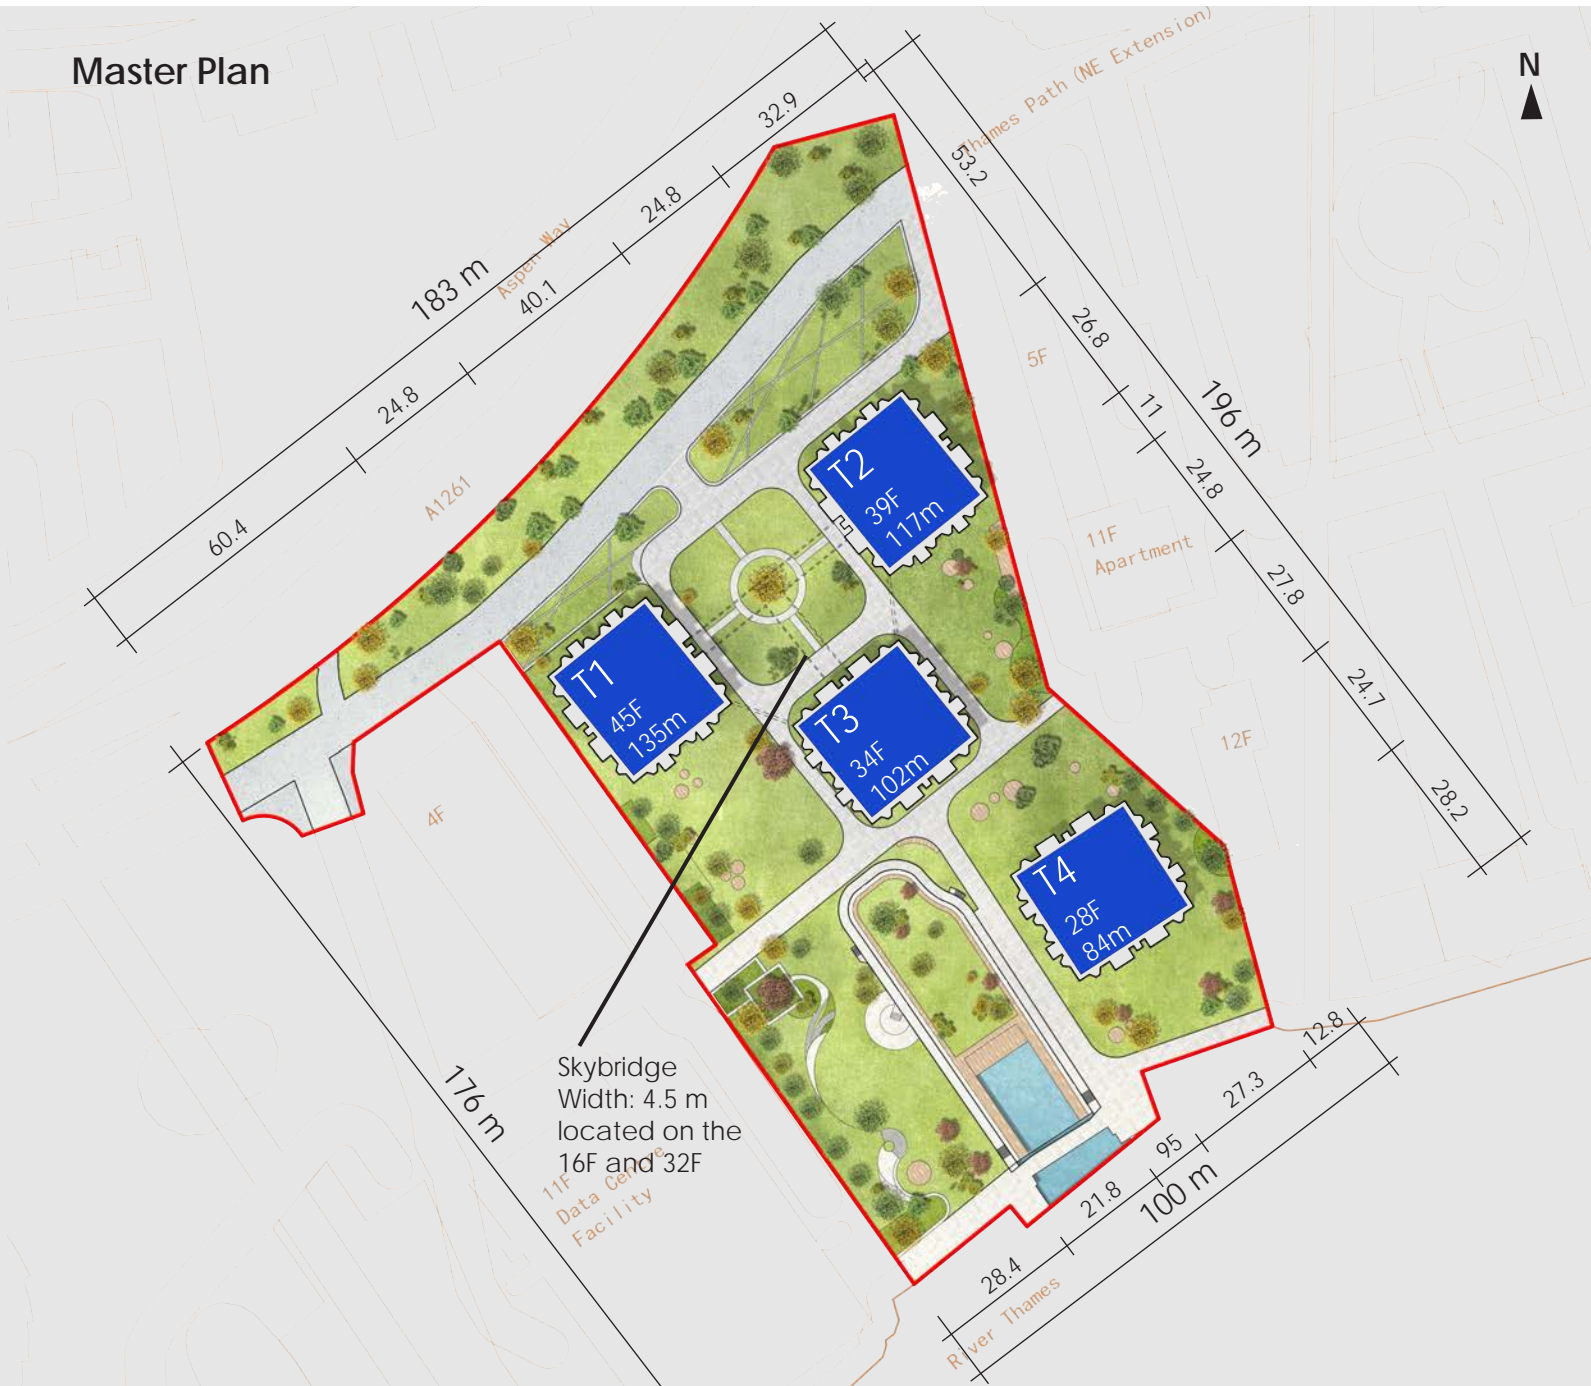 Master Plan
N
Thames Path (NE Extension)
183 m
Aspen Way
32.9
24.8
40.1
24.8
60.4
A1261
53.2
26.8
11
24.8
27.8
24.7
28.2
196 m
5F
11F
Apartment
12F
4F
T2
39F
117m
T1
45F
135m
T3
34F
102m
T4
28F
84m
176 m
Skybridge
Width: 4.5 m
located on the
16F and 32F
11F
Data Centre
Facility
12.8
27.3
95
21.8
28.4
100 m
River Thames